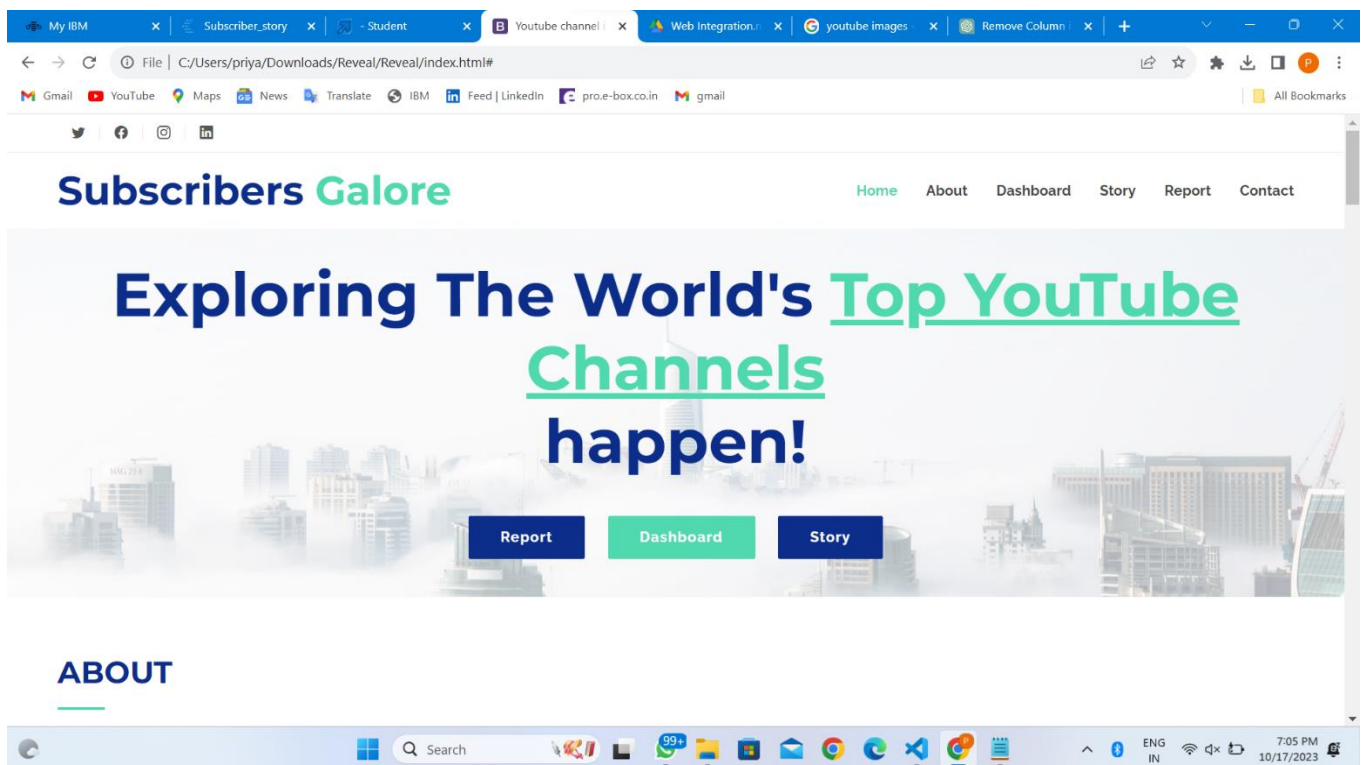 My IBM
Subscriber_story
- Student
Youtube channel i
Web Integration.n
youtube images -
Remove Column i
File | C:/Users/priya/Downloads/Reveal/Reveal/index.html#
P
Gmail YouTube Maps News Translate IBM Feed | LinkedIn pro.e-box.co.in gmail All Bookmarks
Subscribers Galore
Home About Dashboard Story Report Contact
Exploring The World's Top YouTube
Channels
happen!
Report Dashboard Story
ABOUT
Search
99+
ENG
IN
7:05 PM
10/17/2023